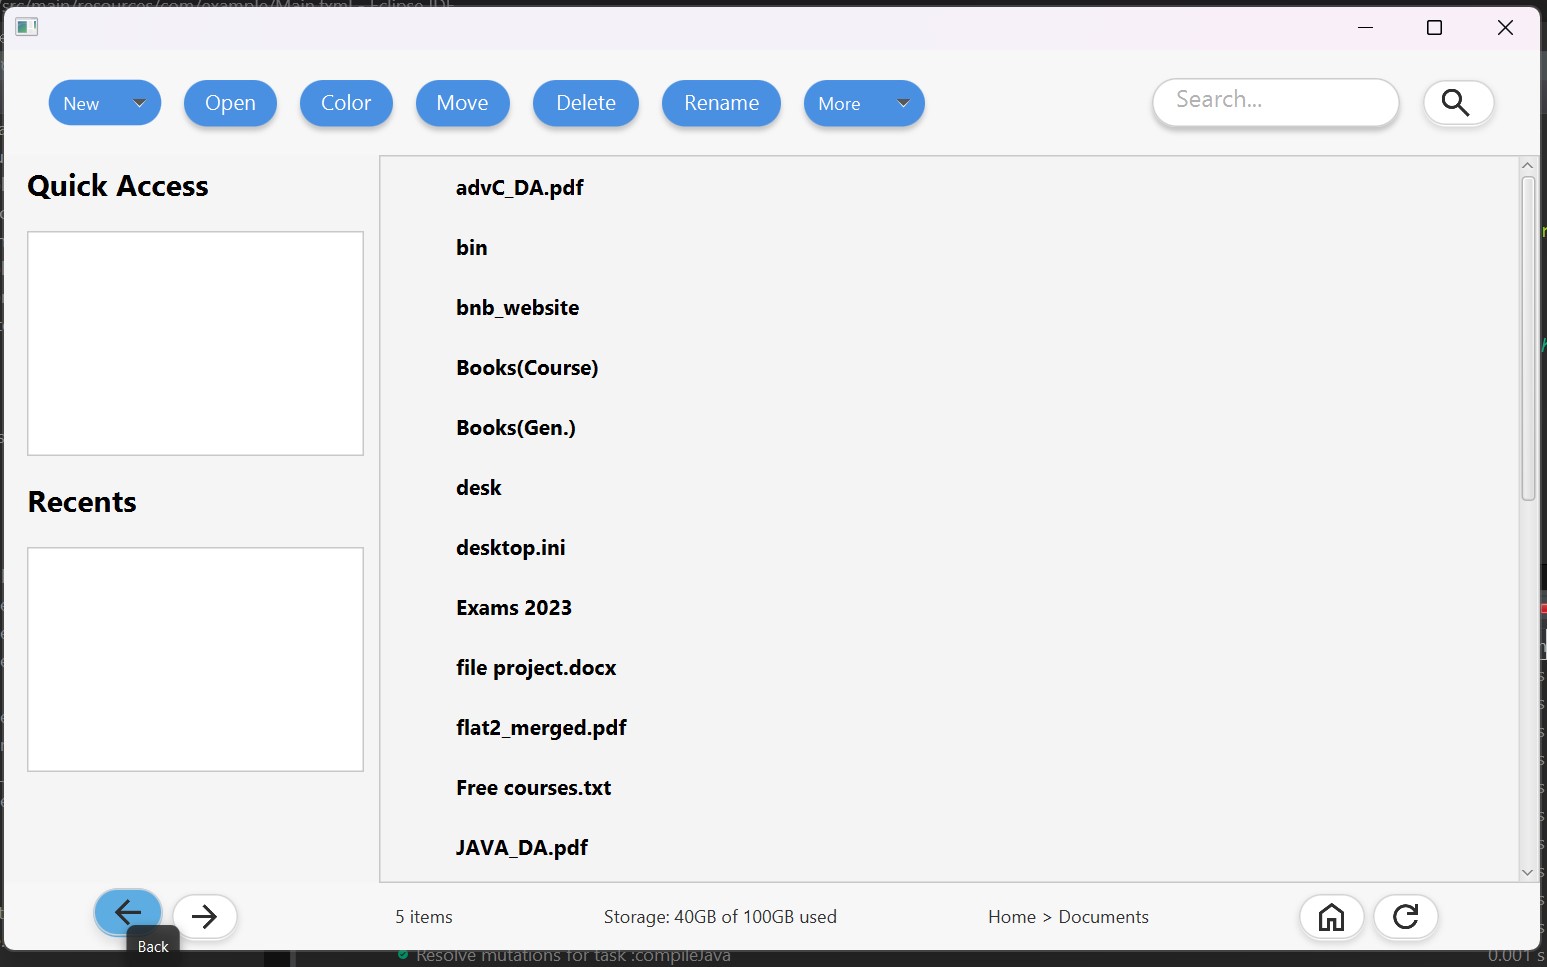 src/main/resources/com/example/Main.fxml - Eclipse IDE
New
Open
Color
Move
Delete
Rename
More
Search...
Quick Access
Recents
advC_DA.pdf
bin
bnb_website
Books(Course)
Books(Gen.)
desk
desktop.ini
Exams 2023
file project.docx
flat2_merged.pdf
Free courses.txt
JAVA_DA.pdf
5 items
Storage: 40GB of 100GB used
Home > Documents
Back
Resolve mutations for task :compileJava
0.001 s